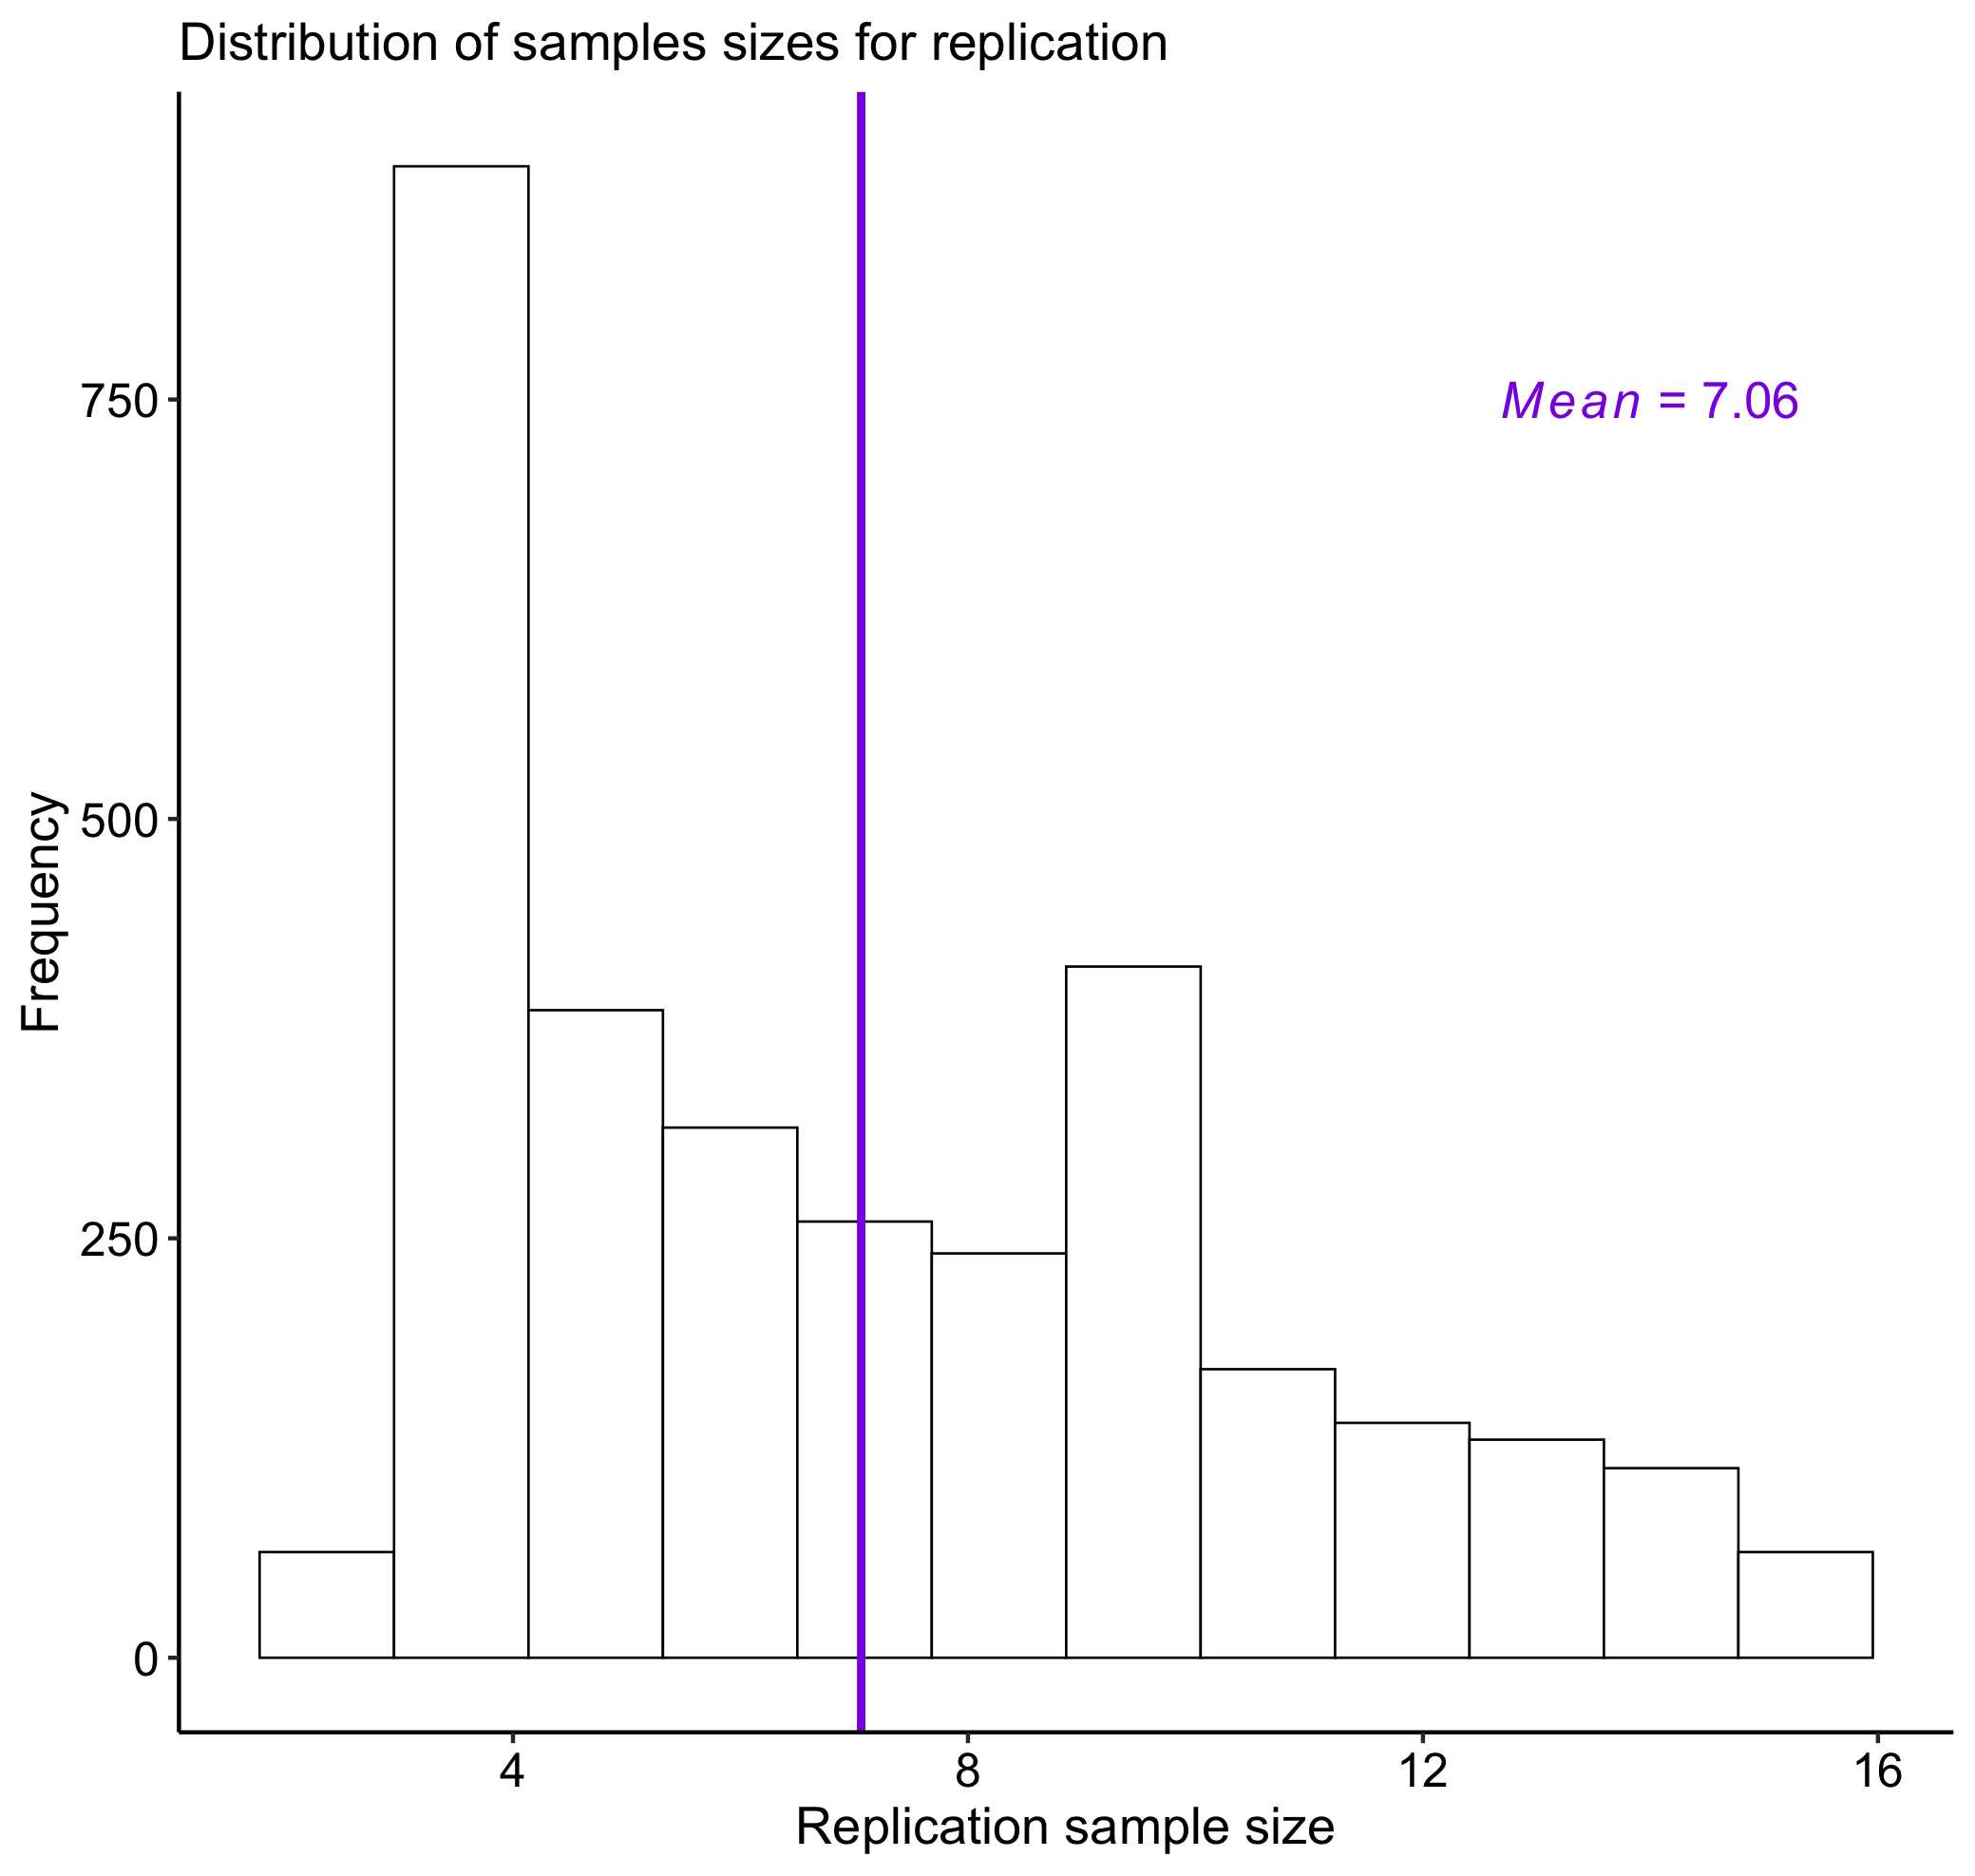 Distribution of samples sizes for replication
Mean = 7.06
Frequency
750
500
250
0
4 8 12 16
Replication sample size